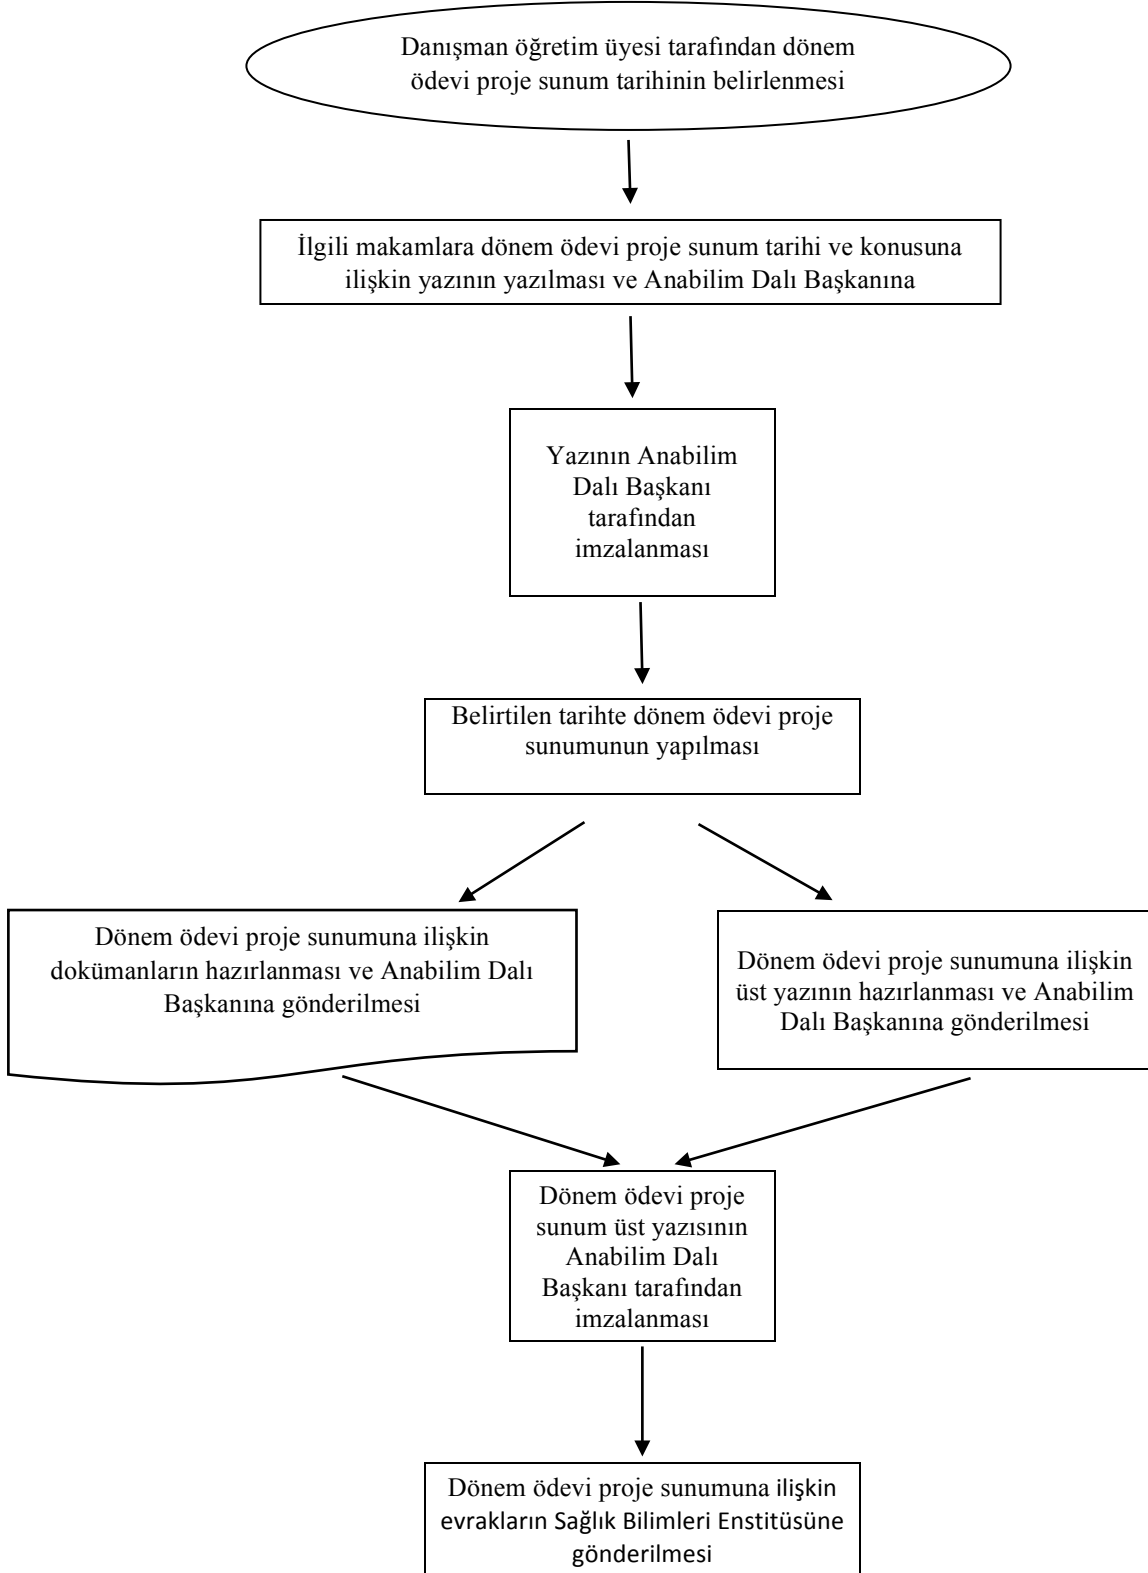 Danışman öğretim üyesi tarafından dönem
ödevi proje sunum tarihinin belirlenmesi
İlgili makamlara dönem ödevi proje sunum tarihi ve konusuna
ilişkin yazının yazılması ve Anabilim Dalı Başkanına
Yazının Anabilim
Dalı Başkanı
tarafından
imzalanması
Belirtilen tarihte dönem ödevi proje
sunumunun yapılması
Dönem ödevi proje sunumuna ilişkin
dokümanların hazırlanması ve Anabilim Dalı
Başkanına gönderilmesi
Dönem ödevi proje sunumuna ilişkin
üst yazının hazırlanması ve Anabilim
Dalı Başkanına gönderilmesi
Dönem ödevi proje
sunum üst yazısının
Anabilim Dalı
Başkanı tarafından
imzalanması
Dönem ödevi proje sunumuna ilişkin
evrakların Sağlık Bilimleri Enstitüsüne
gönderilmesi